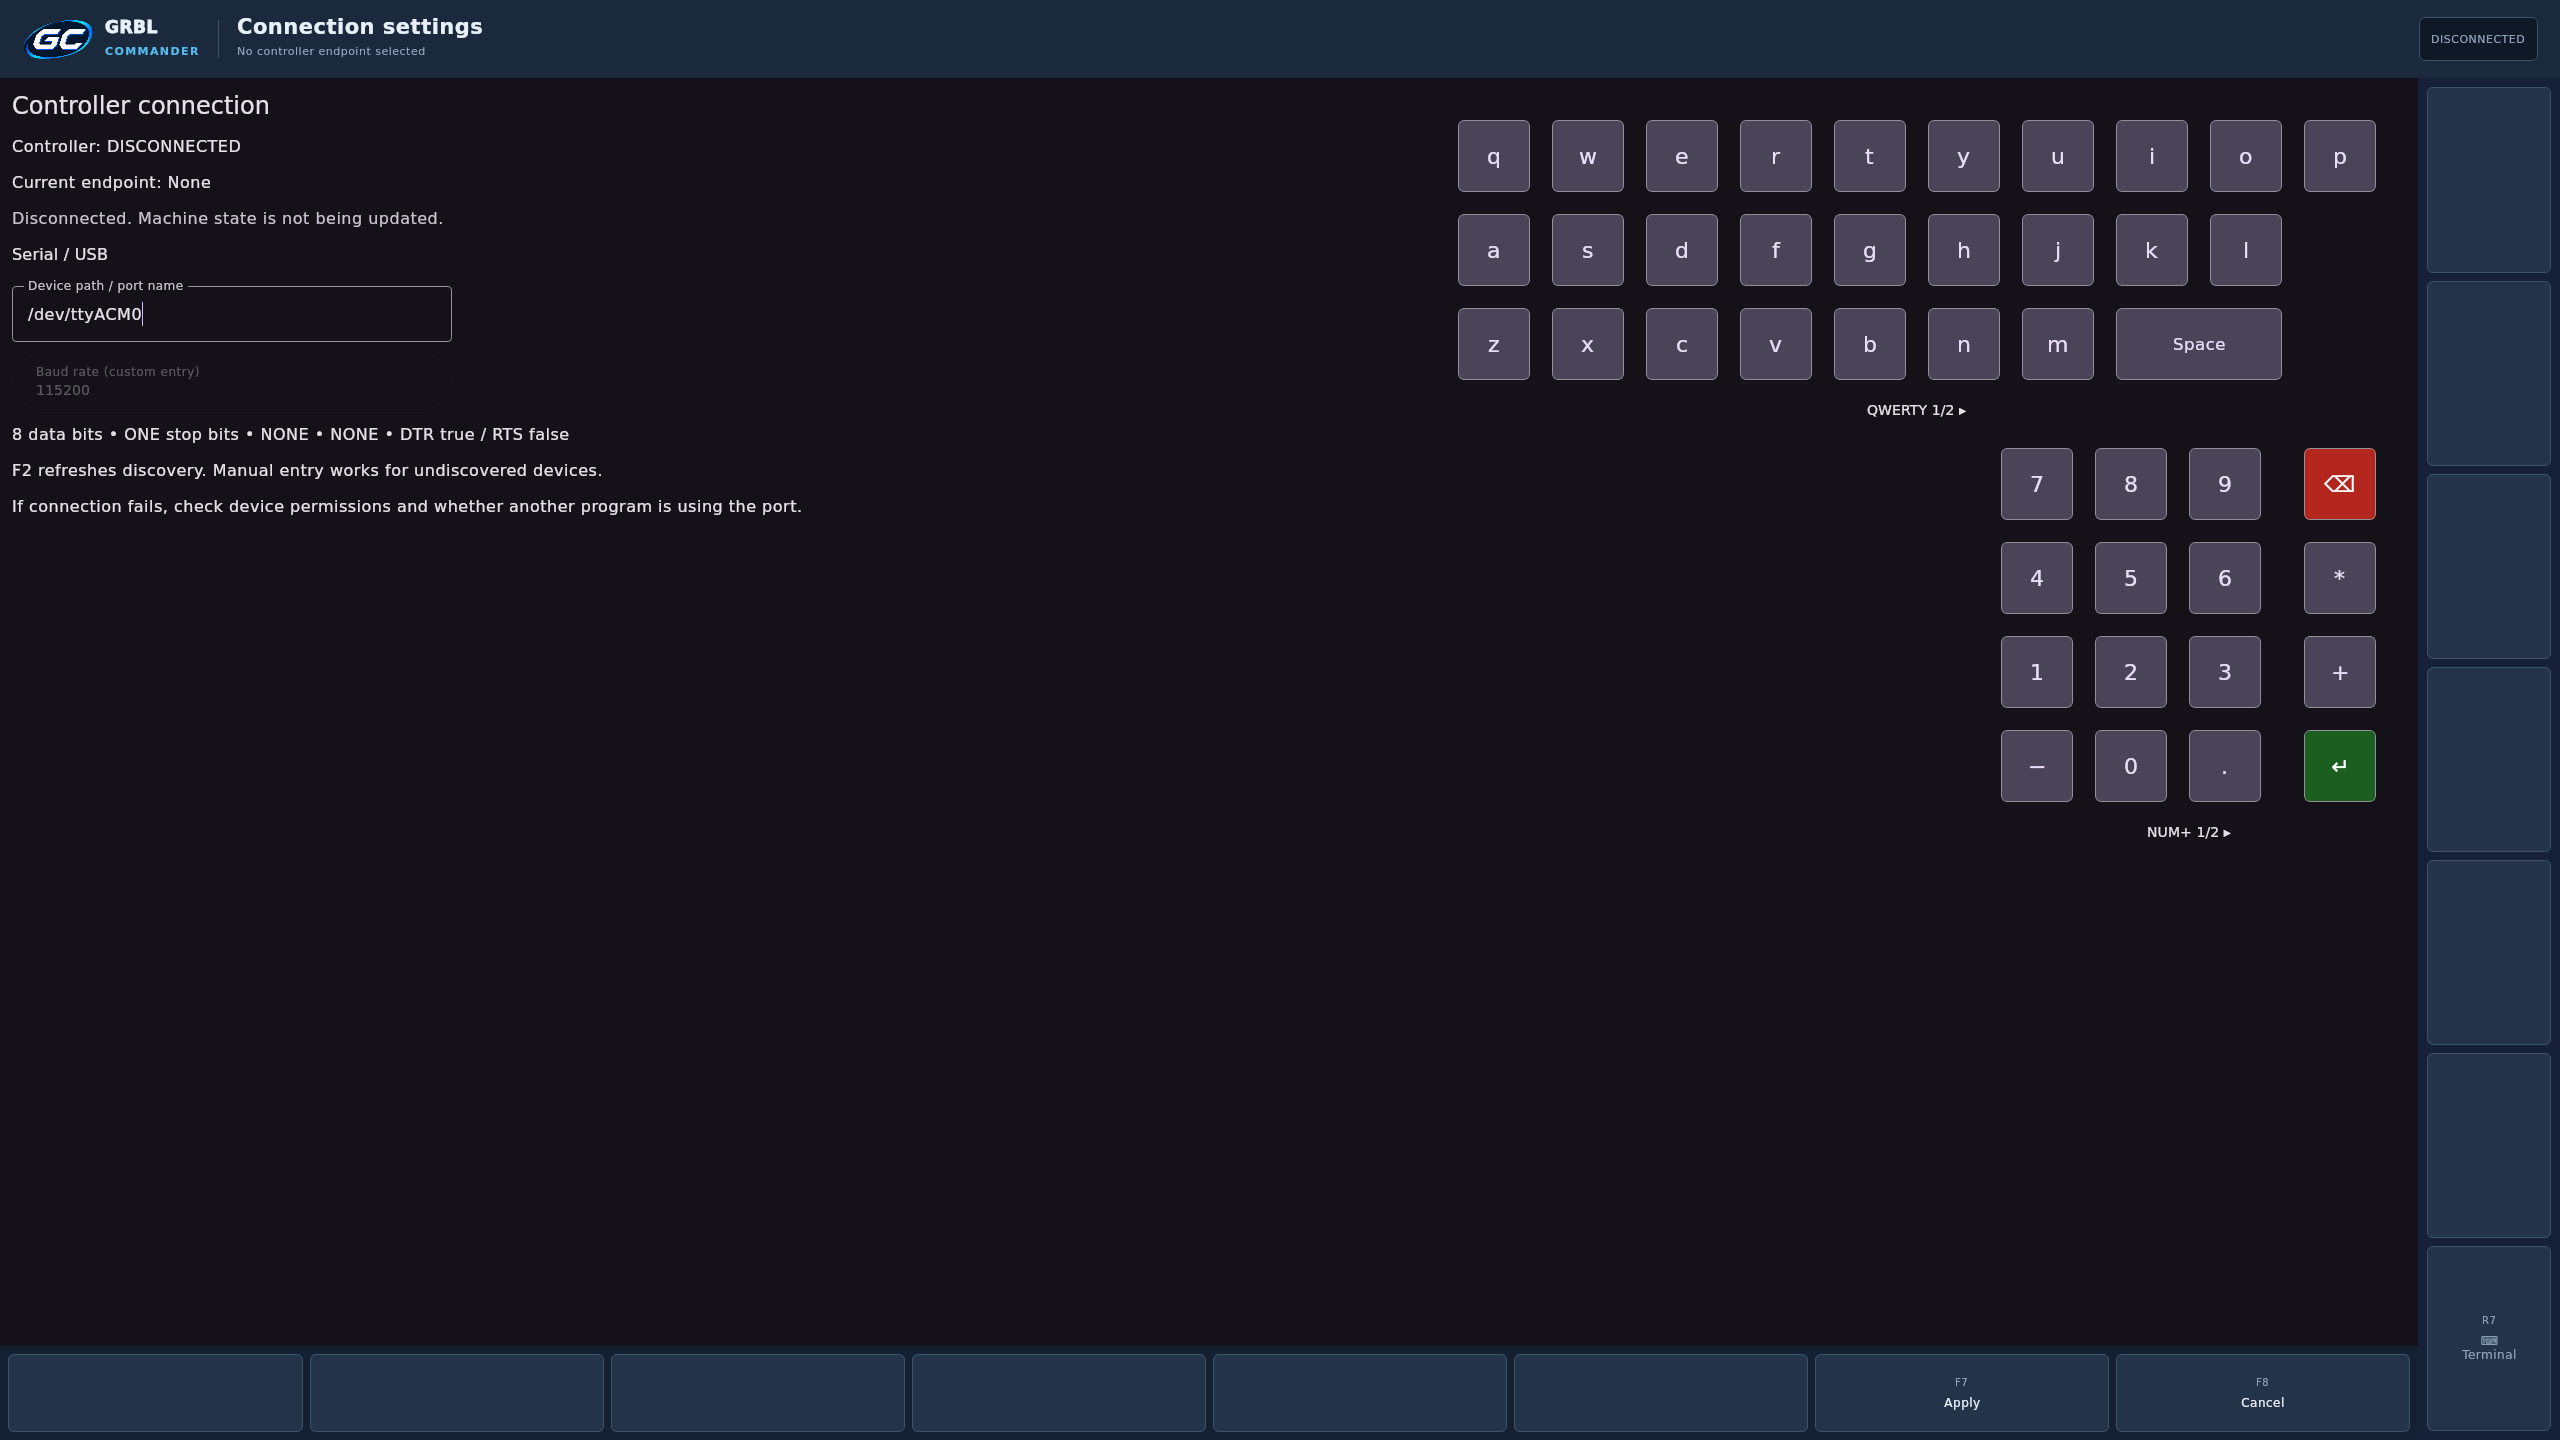 GC
GRBL
COMMANDER
Connection settings
No controller endpoint selected
DISCONNECTED
Controller connection
Controller: DISCONNECTED
Current endpoint: None
Disconnected. Machine state is not being updated.
Serial / USB
Device path / port name
/dev/ttyACM0
Baud rate (custom entry)
115200
8 data bits • ONE stop bits • NONE • NONE • DTR true / RTS false
F2 refreshes discovery. Manual entry works for undiscovered devices.
If connection fails, check device permissions and whether another program is using the port.
q w e r t y u i o p
a s d f g h j k l
z x c v b n m Space
QWERTY 1/2 ▸
7 8 9 ⌫
4 5 6 *
1 2 3 +
− 0 . ↵
NUM+ 1/2 ▸
R7
⌨
Terminal
F7
Apply
F8
Cancel